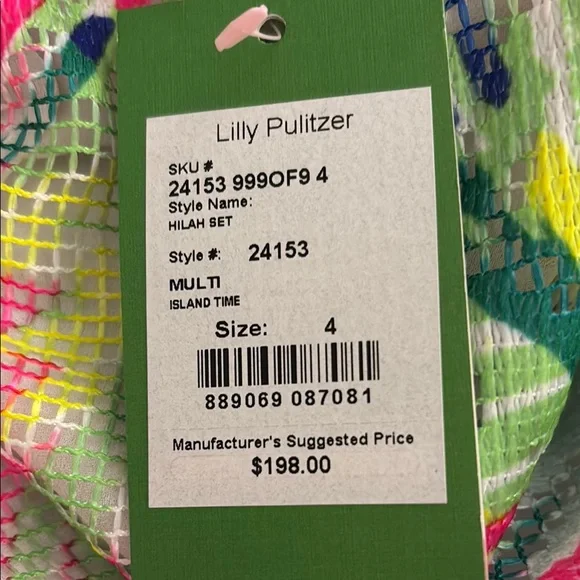 Lilly Pulitzer
SKU #
24153 999OF9 4
Style Name:
HILAH SET
Style #: 24153
MULTI
ISLAND TIME
Size: 4
889069 087081
Manufacturer's Suggested Price
$198.00